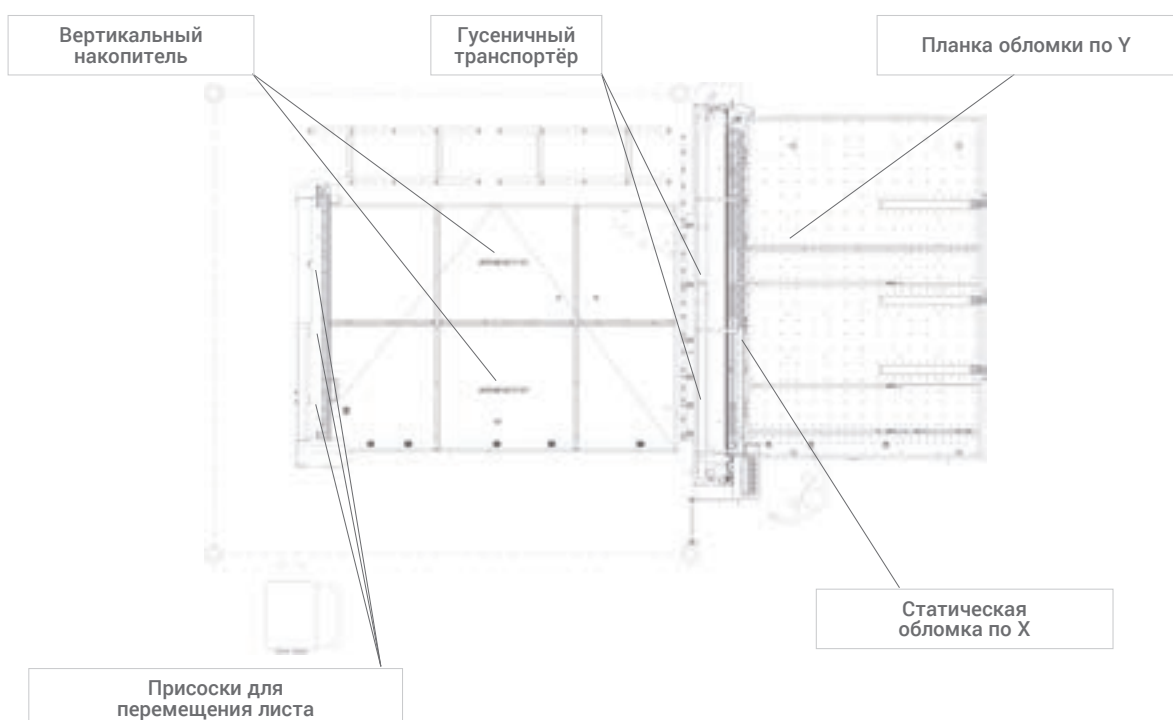 Вертикальный
накопитель
Гусеничный
транспортёр
Планка обломки по Y
Статическая
обломка по X
Присоски для
перемещения листа